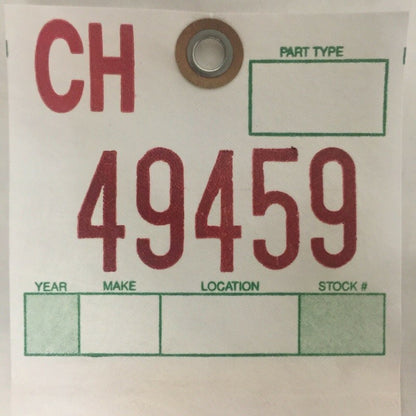 CH
PART TYPE
49459
YEAR MAKE LOCATION STOCK #